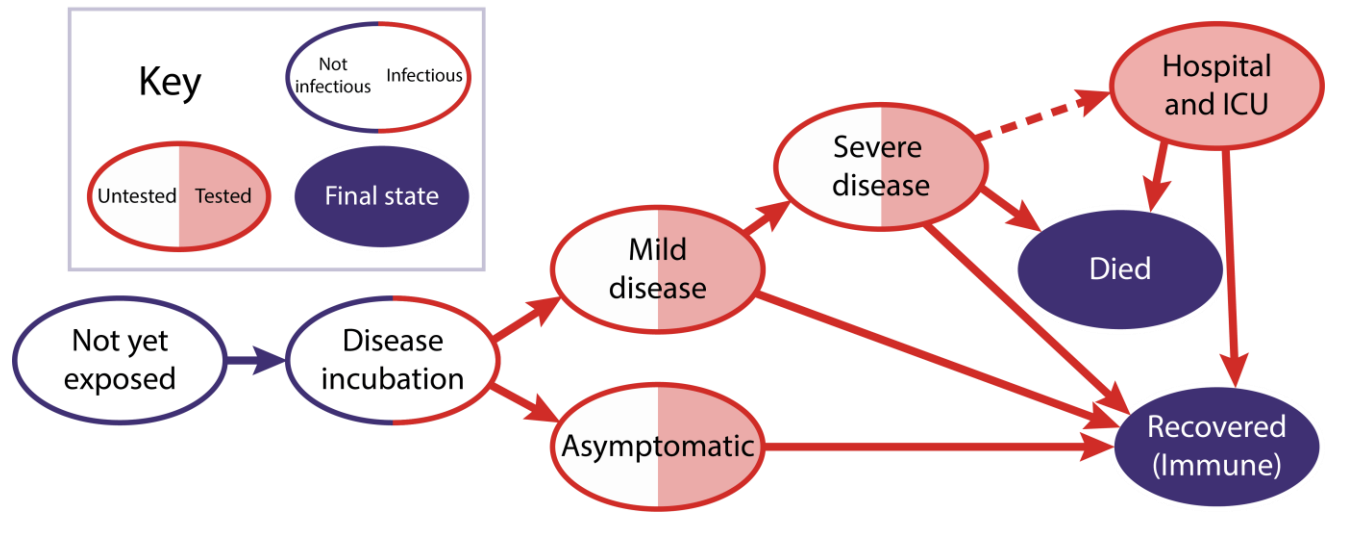 Key
Not
infectious
Infectious
Untested
Tested
Final state
Not yet
exposed
Disease
incubation
Mild
disease
Asymptomatic
Severe
disease
Hospital
and ICU
Died
Recovered
(Immune)